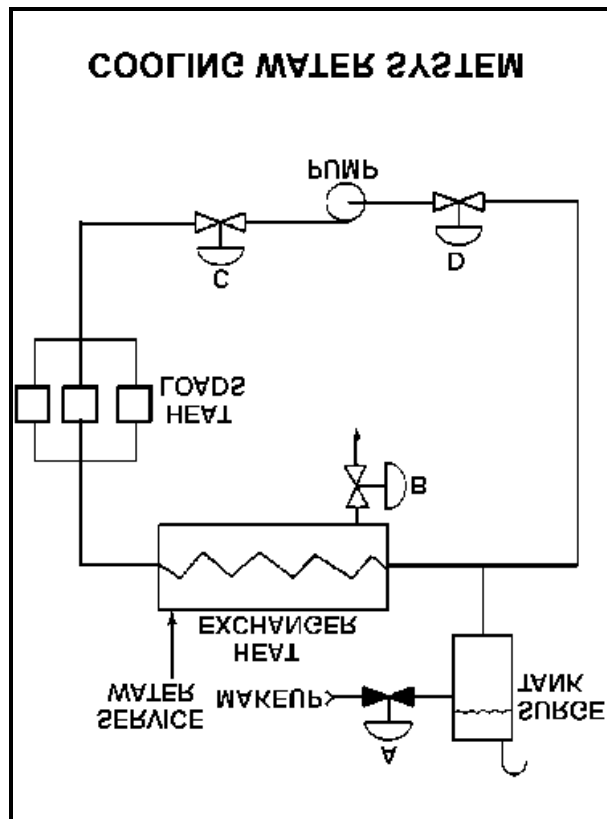 A
SURGE
TANK
SERVICE
WATER
MAKEUP
HEAT
EXCHANGER
B
HEAT
LOADS
C
D
PUMP
COOLING WATER SYSTEM